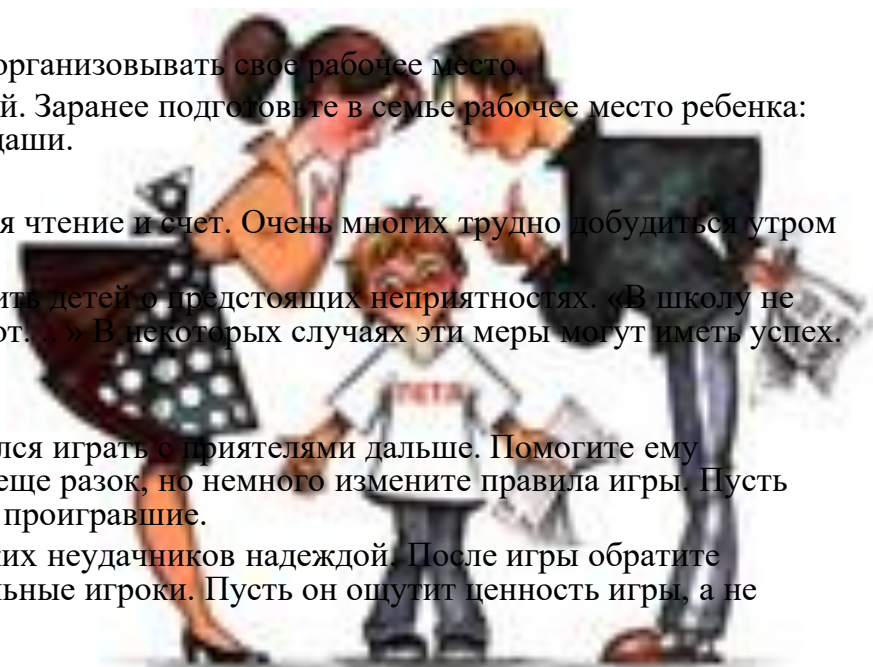 организовывать свое рабочее место.
й. Заранее подготовьте в семье рабочее место ребенка:
даши.
я чтение и счет. Очень многих трудно добудиться утром
ить детей о предстоящих неприятностях. «В школу не
от. .. » В некоторых случаях эти меры могут иметь успех.
лся играть с приятелями дальше. Помогите ему
еще разок, но немного измените правила игры. Пусть
проигравшие.
ких неудачников надеждой. После игры обратите
льные игроки. Пусть он ощутит ценность игры, а не